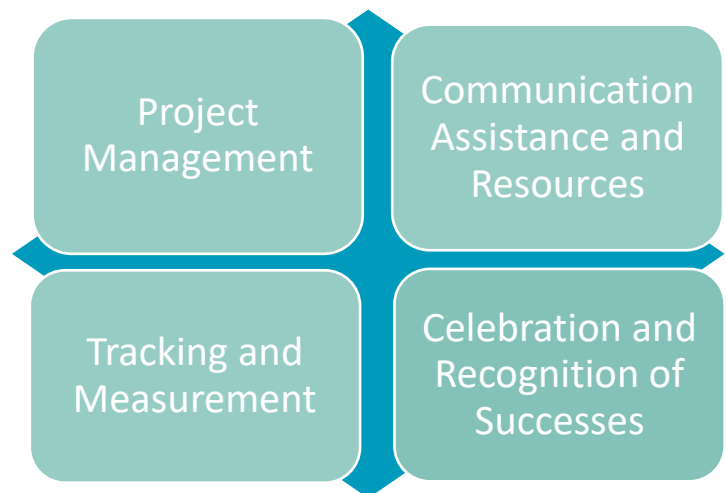 Project
Management
Communication
Assistance and
Resources
Tracking and
Measurement
Celebration and
Recognition of
Successes